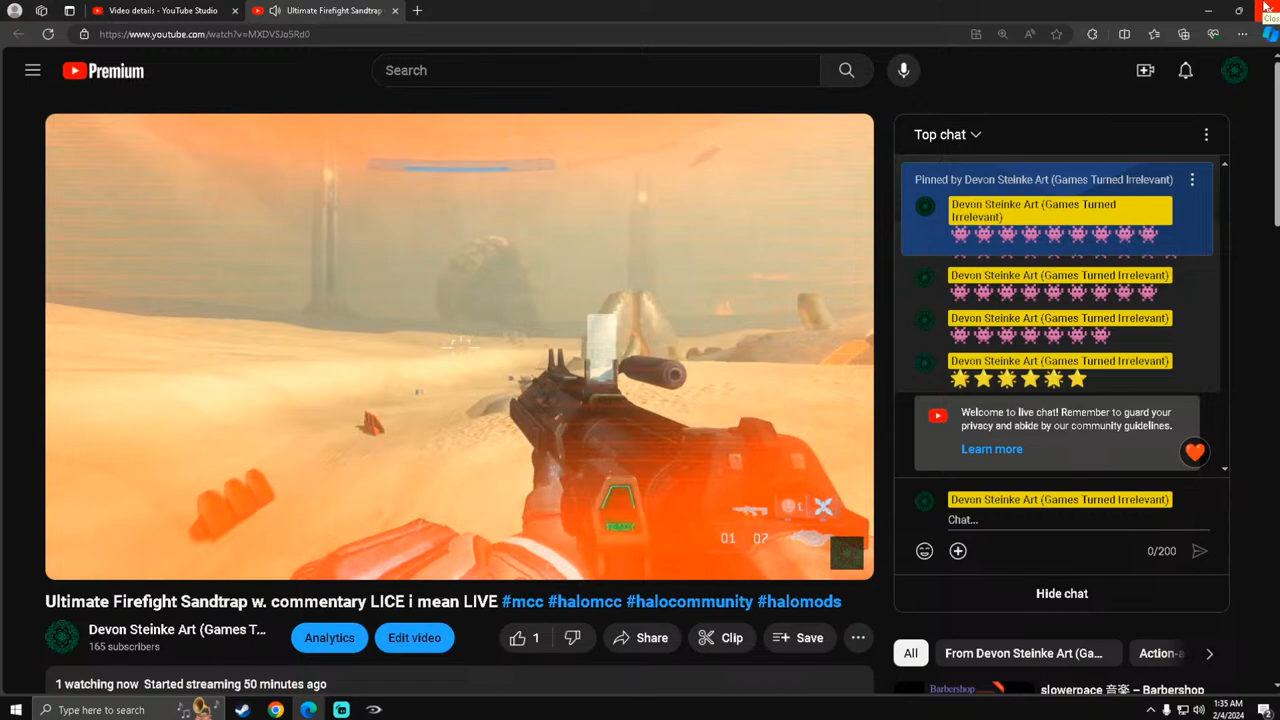 Video details - YouTube Studio
Ultimate Firefight Sandtrap
Clos
https://www.youtube.com/watch?v=MXDVSJo5Rd0
Premium
Search
Top chat
Pinned by Devon Steinke Art (Games Turned Irrelevant)
Devon Steinke Art (Games Turned
Irrelevant)
Devon Steinke Art (Games Turned Irrelevant)
Devon Steinke Art (Games Turned Irrelevant)
Devon Steinke Art (Games Turned Irrelevant)
Welcome to live chat! Remember to guard your
privacy and abide by our community guidelines.
Learn more
Devon Steinke Art (Games Turned Irrelevant)
Chat...
0/200
Hide chat
01 07
Ultimate Firefight Sandtrap w. commentary LICE i mean LIVE #mcc #halomcc #halocommunity #halomods
Devon Steinke Art (Games T...
165 subscribers
Analytics
Edit video
1
Share
Clip
Save
All
From Devon Steinke Art (Ga...
Action-a
1 watching now Started streaming 50 minutes ago
Barbershop
slowerpace 音楽 – Barbershop
Type here to search
1:35 AM
2/4/2024
2